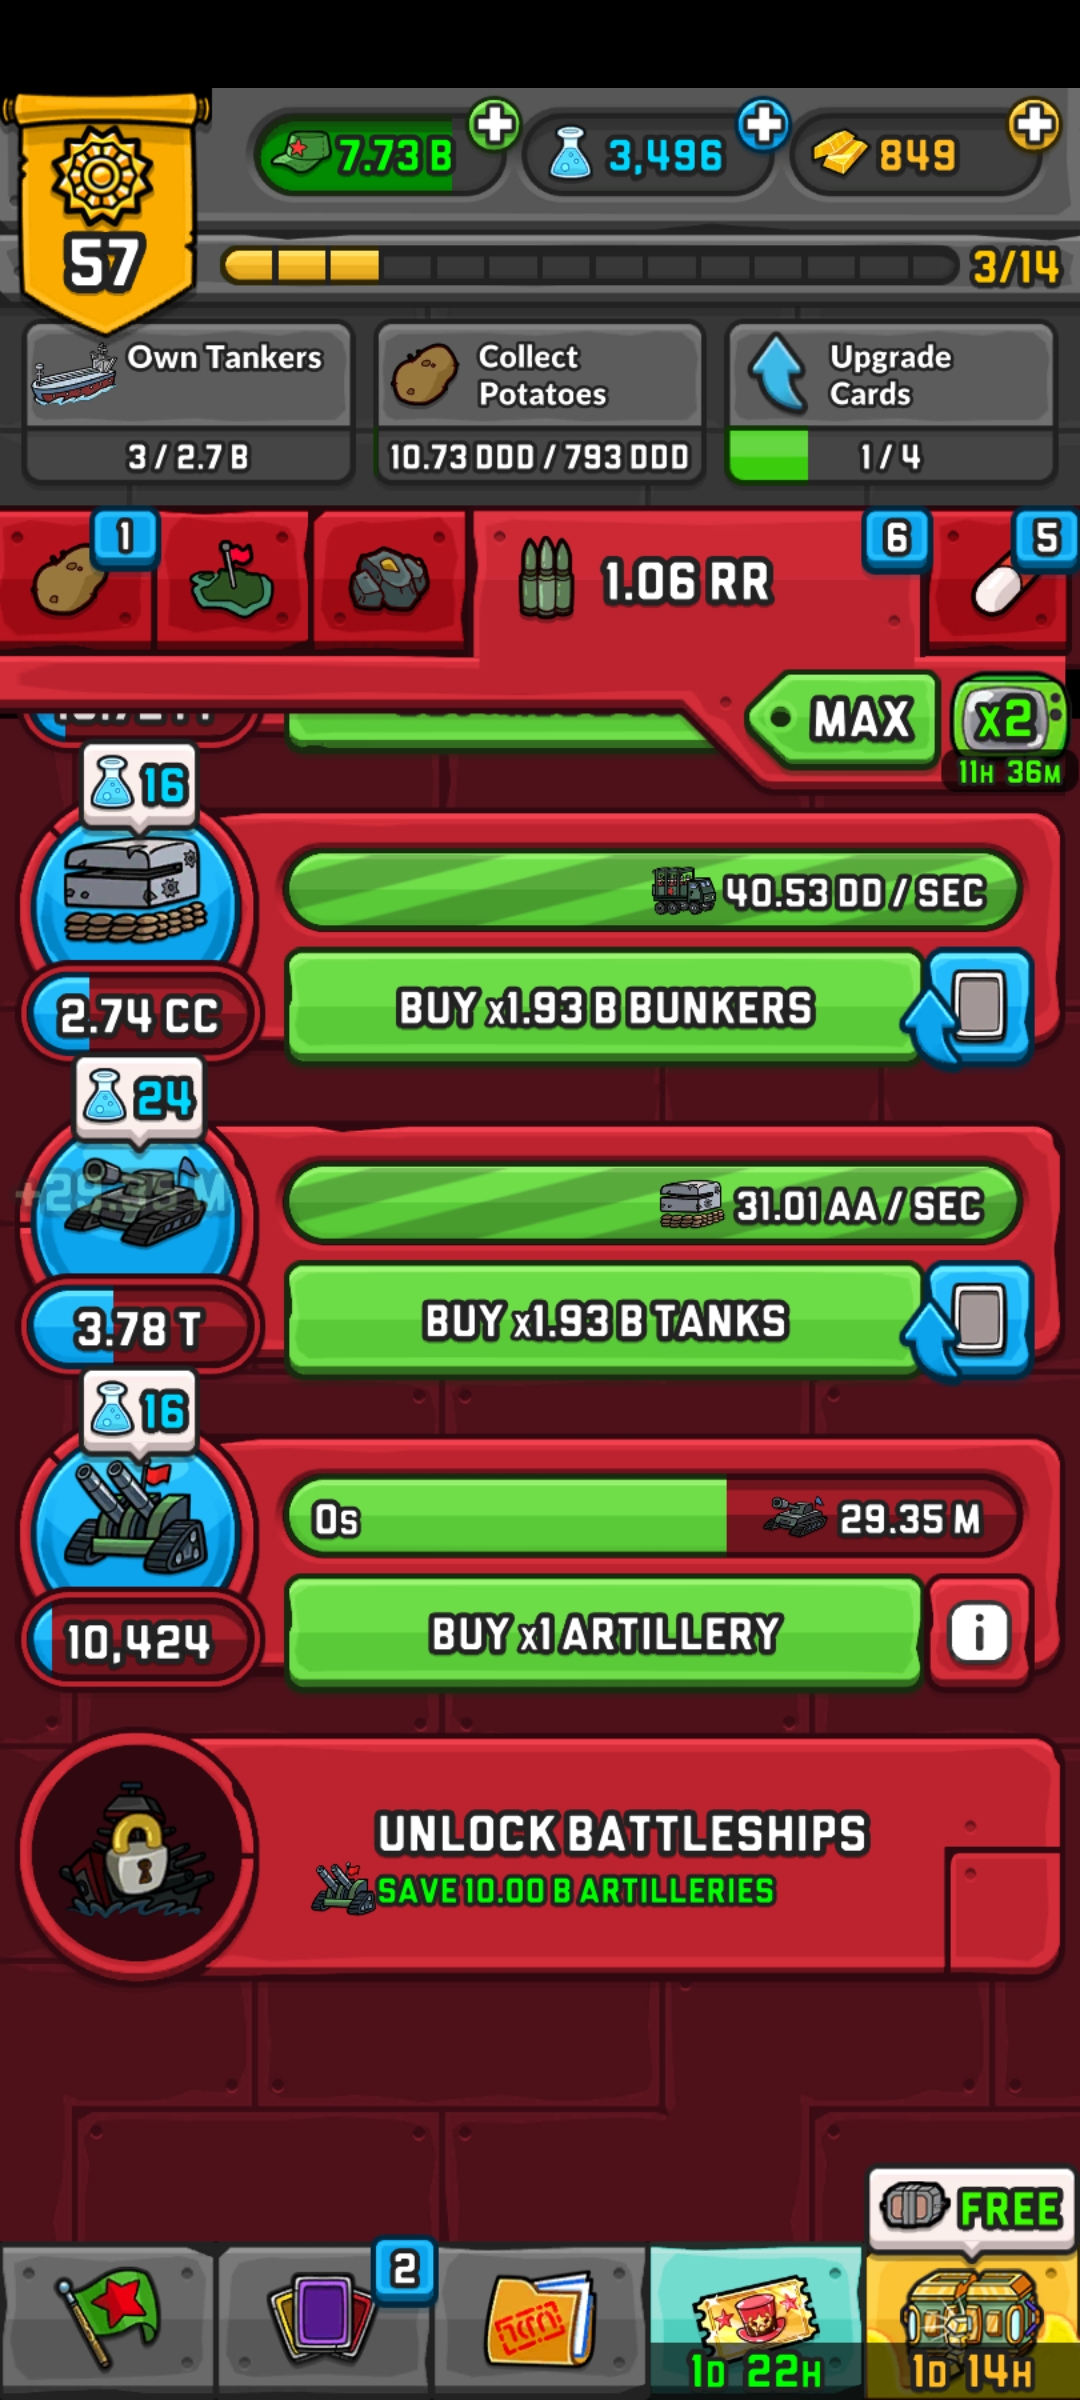 7.73 B
3,496
849
57
3/14
Own Tankers
3 / 2.7 B
Collect
Potatoes
10.73 DDD / 793 DDD
Upgrade
Cards
1 / 4
1
1.06 RR
6
5
MAX
x2
11H 36M
16
40.53 DD / SEC
2.74 CC
BUY x1.93 B BUNKERS
24
+29.35 M
31.01 AA / SEC
3.78 T
BUY x1.93 B TANKS
16
0s
29.35 M
10,424
BUY x1 ARTILLERY
i
UNLOCK BATTLESHIPS
SAVE 10.00 B ARTILLERIES
FREE
2
1D 22H
1D 14H